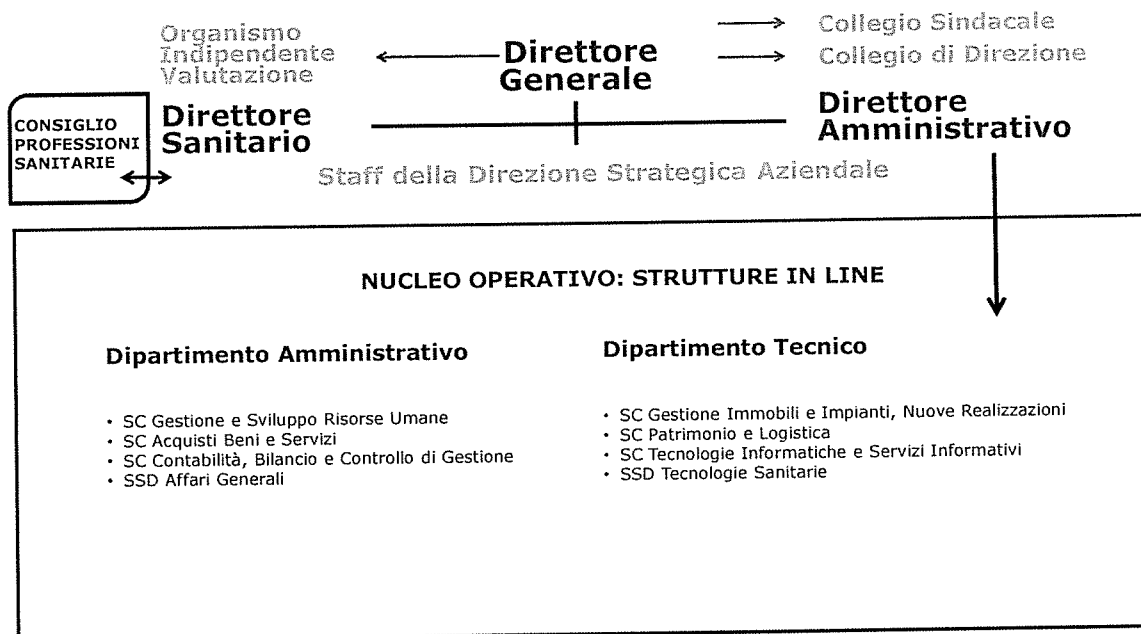 Organismo
Indipendente
Valutazione
Direttore
Generale
Collegio Sindacale
Collegio di Direzione
CONSIGLIO
PROFESSIONI
SANITARIE
Direttore
Sanitario
Direttore
Amministrativo
Staff della Direzione Strategica Aziendale
NUCLEO OPERATIVO: STRUTTURE IN LINE
Dipartimento Amministrativo
• SC Gestione e Sviluppo Risorse Umane
• SC Acquisti Beni e Servizi
• SC Contabilità, Bilancio e Controllo di Gestione
• SSD Affari Generali
Dipartimento Tecnico
• SC Gestione Immobili e Impianti, Nuove Realizzazioni
• SC Patrimonio e Logistica
• SC Tecnologie Informatiche e Servizi Informativi
• SSD Tecnologie Sanitarie